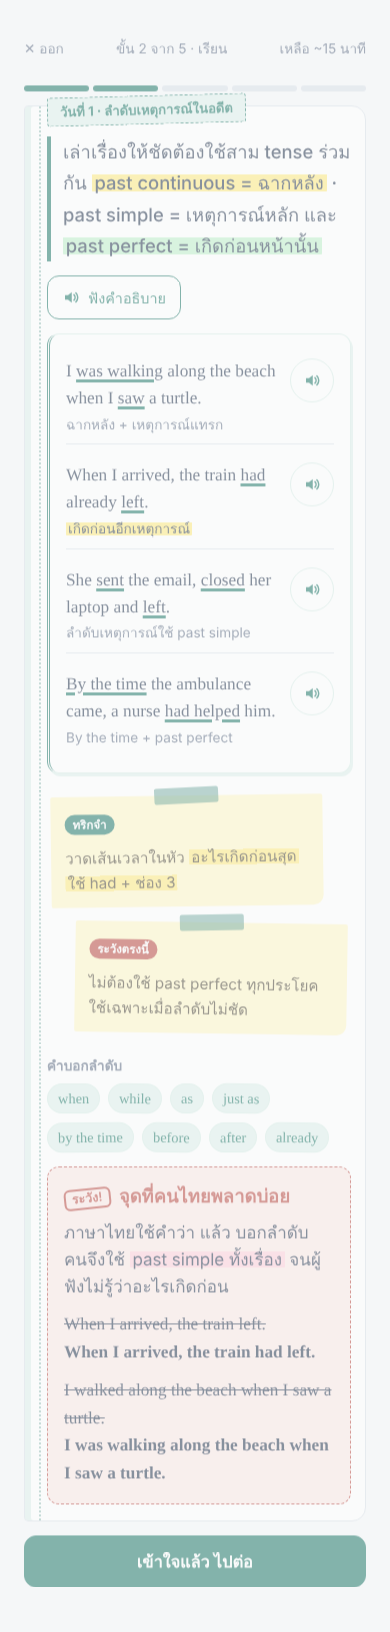 ✕ ออก
ขั้น 2 จาก 5 · เรียน
เหลือ ~15 นาที
วันที่ 1 · ลำดับเหตุการณ์ในอดีต
เล่าเรื่องให้ชัดต้องใช้สาม tense ร่วม
กัน past continuous = ฉากหลัง ·
past simple = เหตุการณ์หลัก และ
past perfect = เกิดก่อนหน้านั้น
ฟังคำอธิบาย
I was walking along the beach
when I saw a turtle.
ฉากหลัง + เหตุการณ์แทรก
When I arrived, the train had
already left.
เกิดก่อนอีกเหตุการณ์
She sent the email, closed her
laptop and left.
ลำดับเหตุการณ์ใช้ past simple
By the time the ambulance
came, a nurse had helped him.
By the time + past perfect
ทริกจำ
วาดเส้นเวลาในหัว อะไรเกิดก่อนสุด
ใช้ had + ช่อง 3
ระวังตรงนี้
ไม่ต้องใช้ past perfect ทุกประโยค
ใช้เฉพาะเมื่อลำดับไม่ชัด
คำบอกลำดับ
when while as just as
by the time before after already
ระวัง! จุดที่คนไทยพลาดบ่อย
ภาษาไทยใช้คำว่า แล้ว บอกลำดับ
คนจึงใช้ past simple ทั้งเรื่อง จนผู้
ฟังไม่รู้ว่าอะไรเกิดก่อน
When I arrived, the train left.
When I arrived, the train had left.
I walked along the beach when I saw a
turtle.
I was walking along the beach when
I saw a turtle.
เข้าใจแล้ว ไปต่อ